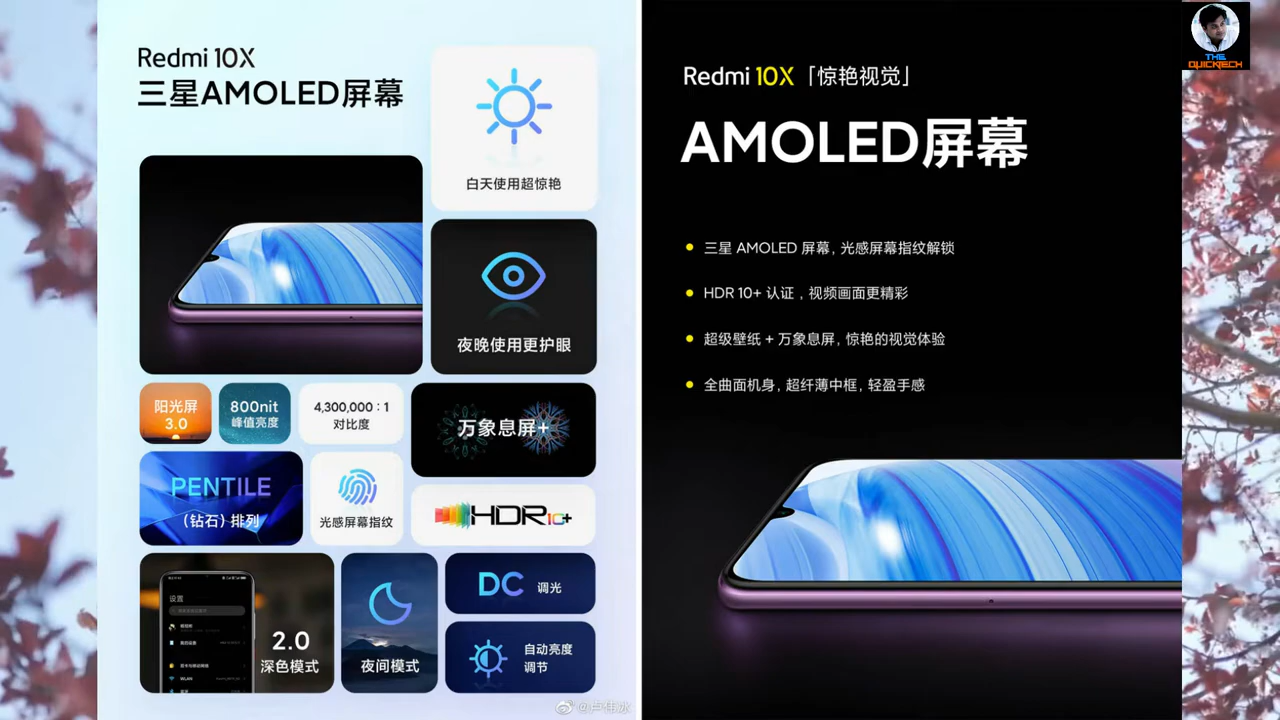 Redmi 10X
三星AMOLED屏幕
白天使用超惊艳
夜晚使用更护眼
阳光屏
3.0
800nit
峰值亮度
4,300,000 : 1
对比度
万象息屏+
PENTILE
(钻石) 排列
光感屏幕指纹
HDR10+
设置
WLAN
2.0
深色模式
夜间模式
DC 调光
自动亮度
调节
@卢伟冰
Redmi 10X「惊艳视觉」
AMOLED屏幕
三星 AMOLED 屏幕, 光感屏幕指纹解锁
HDR 10+ 认证 , 视频画面更精彩
超级壁纸 + 万象息屏, 惊艳的视觉体验
全曲面机身, 超纤薄中框, 轻盈手感
THE
QUICKTECH